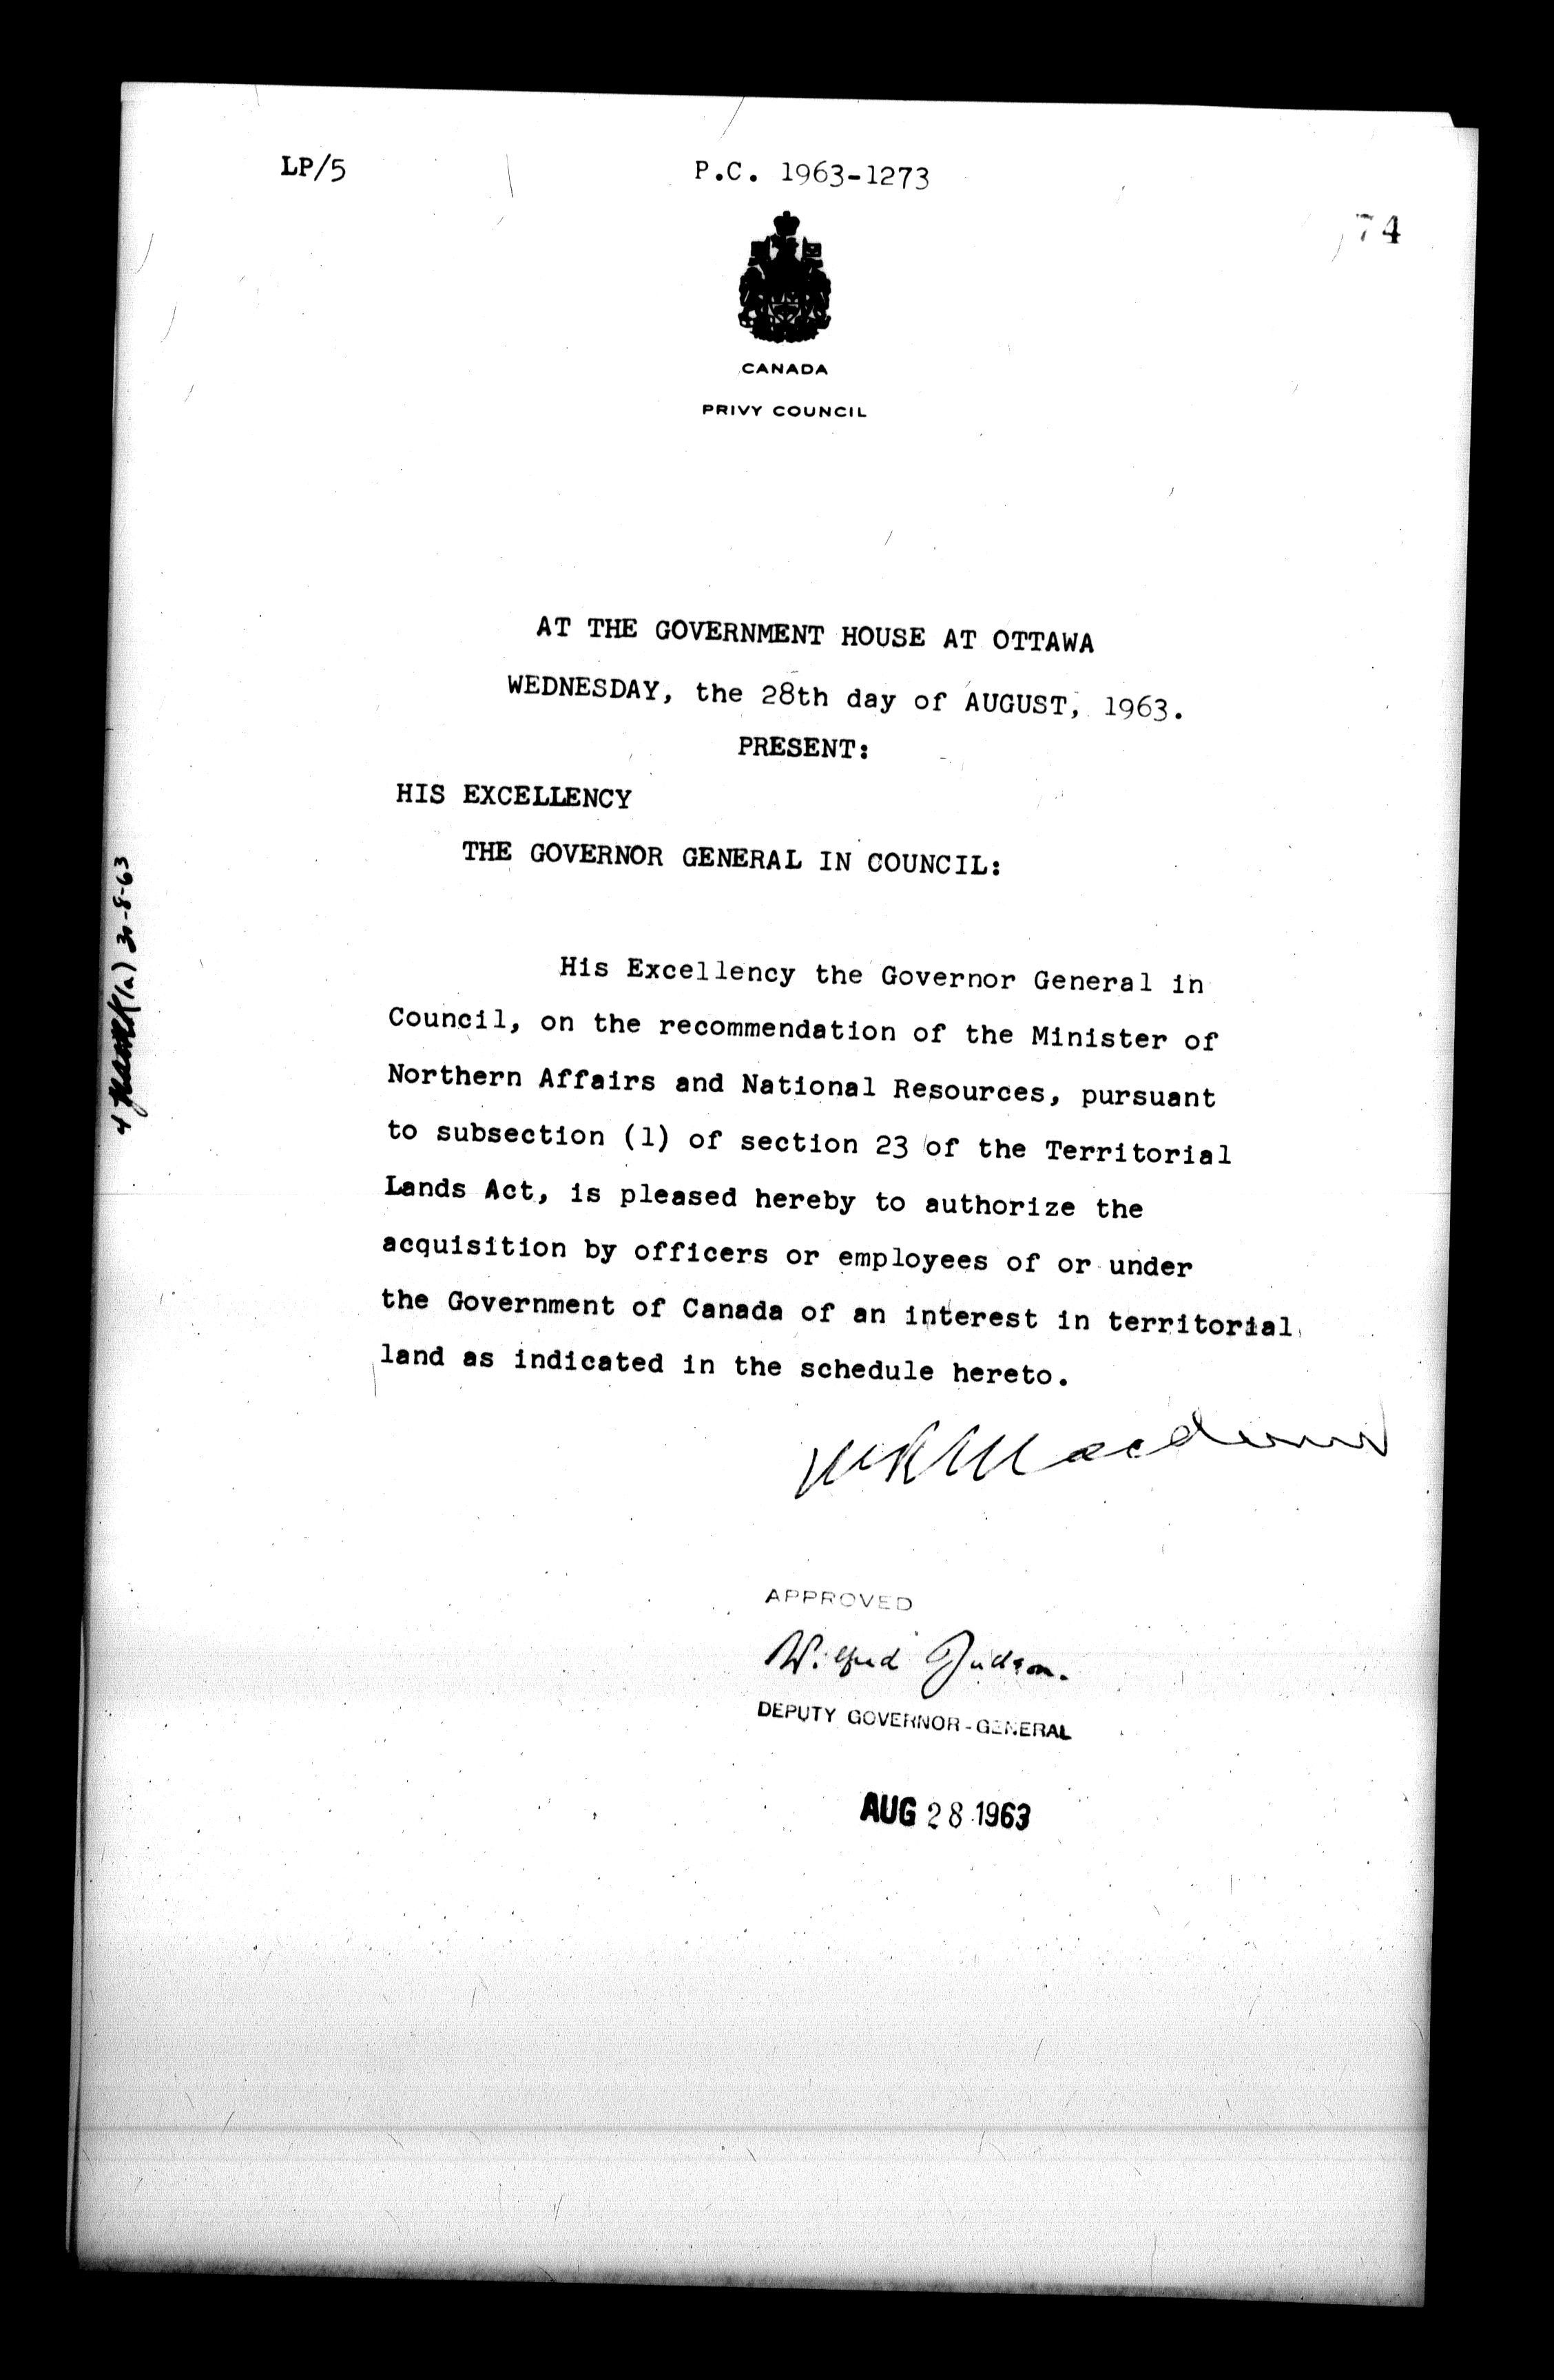 LP/5
P.C. 1963-1273
74
CANADA
PRIVY COUNCIL
AT THE GOVERNMENT HOUSE AT OTTAWA
WEDNESDAY, the 28th day of AUGUST, 1963.
PRESENT:
HIS EXCELLENCY
THE GOVERNOR GENERAL IN COUNCIL:
His Excellency the Governor General in
Council, on the recommendation of the Minister of
Northern Affairs and National Resources, pursuant
to subsection (1) of section 23 of the Territorial
Lands Act, is pleased hereby to authorize the
acquisition by officers or employees of or under
the Government of Canada of an interest in territorial
land as indicated in the schedule hereto.
APPROVED
Wilfred Judson.
DEPUTY GOVERNOR-GENERAL
AUG 28 1963
30-8-63